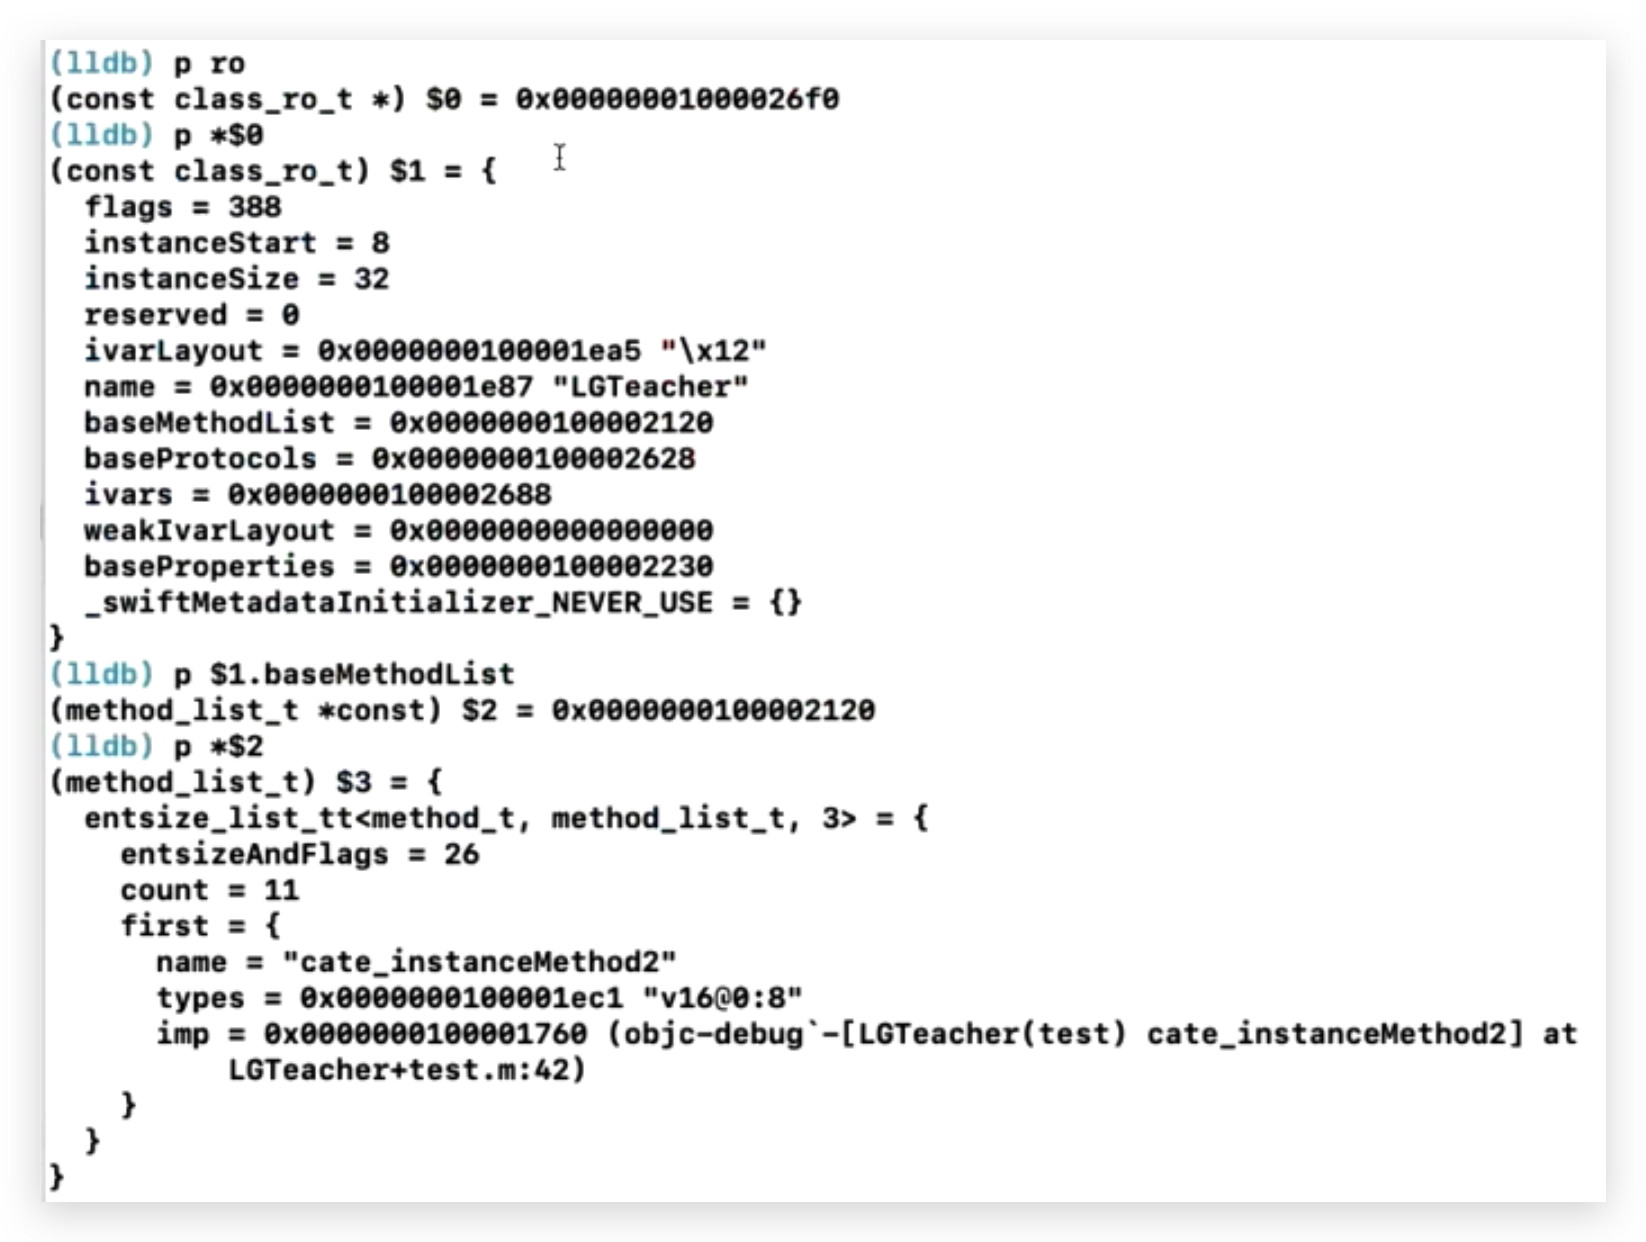 (lldb) p ro
(const class_ro_t *) $0 = 0x00000001000026f0
(lldb) p *$0
(const class_ro_t) $1 = {
  flags = 388
  instanceStart = 8
  instanceSize = 32
  reserved = 0
  ivarLayout = 0x0000000100001ea5 "\x12"
  name = 0x0000000100001e87 "LGTeacher"
  baseMethodList = 0x0000000100002120
  baseProtocols = 0x0000000100002628
  ivars = 0x0000000100002688
  weakIvarLayout = 0x0000000000000000
  baseProperties = 0x0000000100002230
  _swiftMetadataInitializer_NEVER_USE = {}
}
(lldb) p $1.baseMethodList
(method_list_t *const) $2 = 0x0000000100002120
(lldb) p *$2
(method_list_t) $3 = {
  entsize_list_tt<method_t, method_list_t, 3> = {
    entsizeAndFlags = 26
    count = 11
    first = {
      name = "cate_instanceMethod2"
      types = 0x0000000100001ec1 "v16@0:8"
      imp = 0x0000000100001760 (objc-debug`-[LGTeacher(test) cate_instanceMethod2] at
          LGTeacher+test.m:42)
    }
  }
}